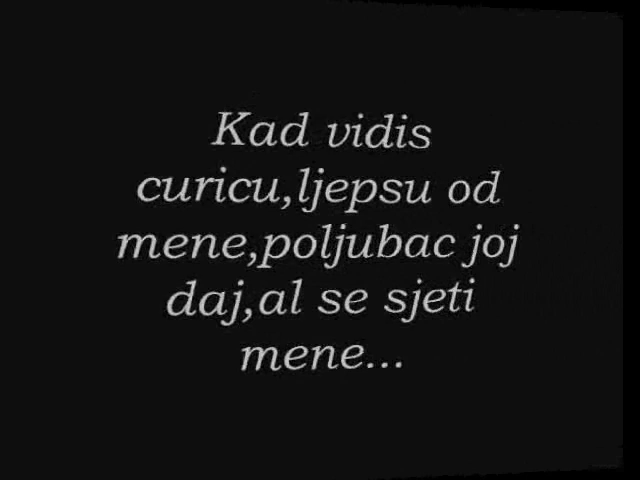 Kad vidis
curicu,ljepsu od
mene,poljubac joj
daj,al se sjeti
mene...